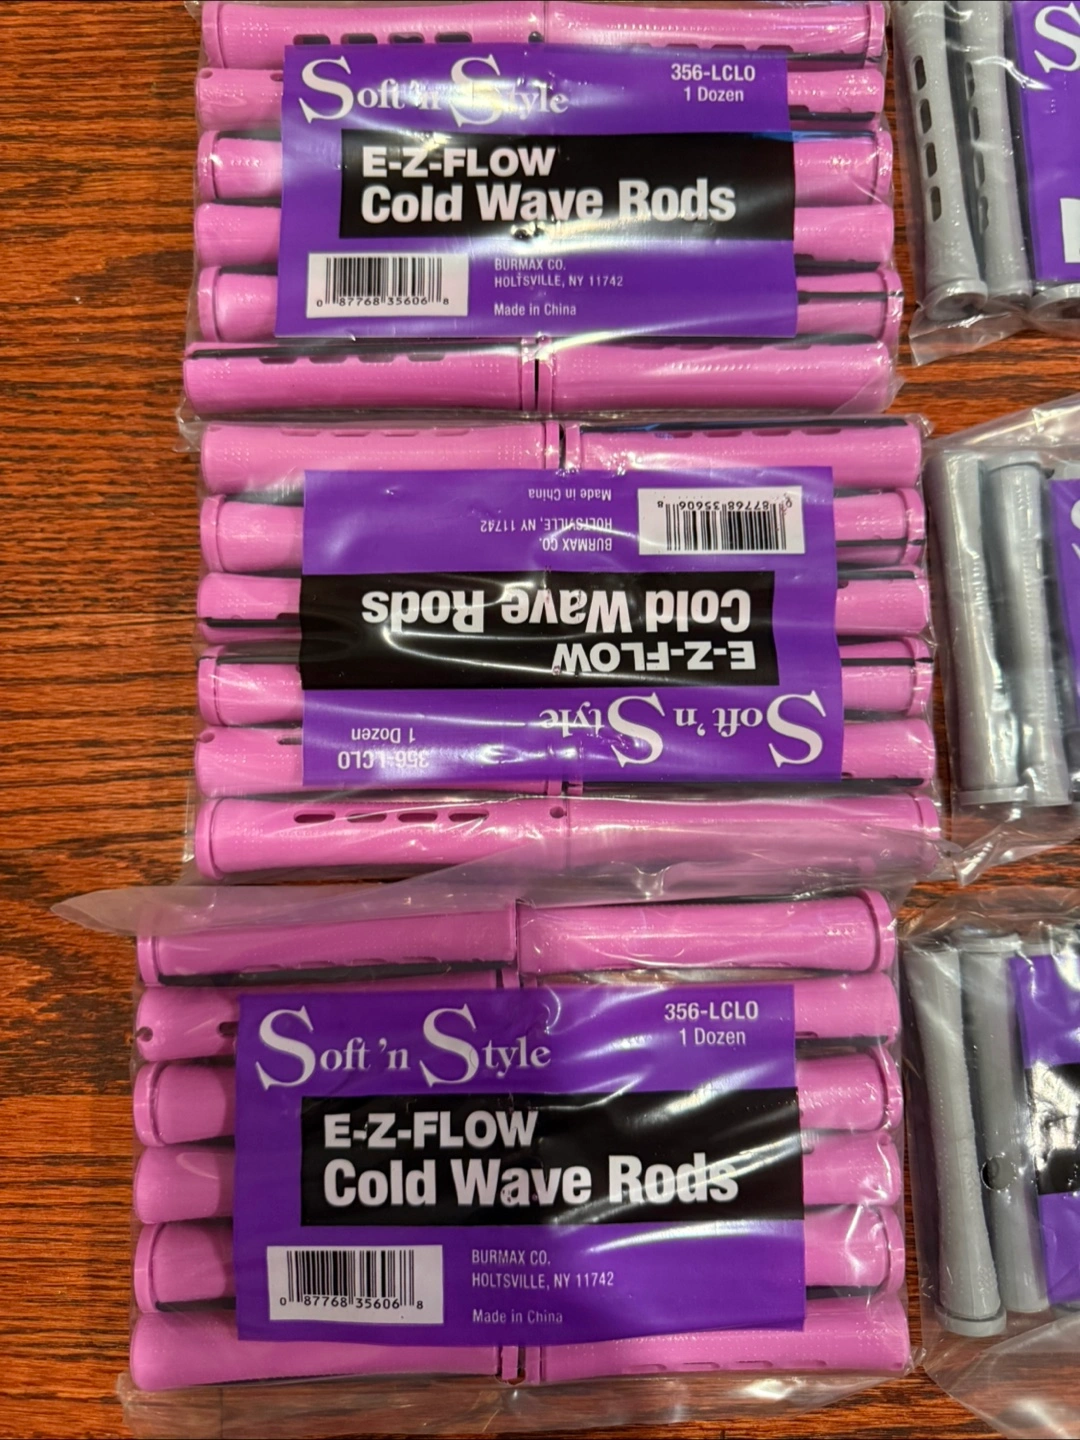 Soft 'n Style
356-LCLO
1 Dozen
E-Z-FLOW
Cold Wave Rods
0 87768 35606 8
BURMAX CO.
HOLTSVILLE, NY 11742
Made in China
S
Soft 'n Style
356-LCLO
1 Dozen
E-Z-FLOW
Cold Wave Rods
0 87768 35606 8
BURMAX CO.
HOLTSVILLE, NY 11742
Made in China
Soft 'n Style
356-LCLO
1 Dozen
E-Z-FLOW
Cold Wave Rods
0 87768 35606 8
BURMAX CO.
HOLTSVILLE, NY 11742
Made in China